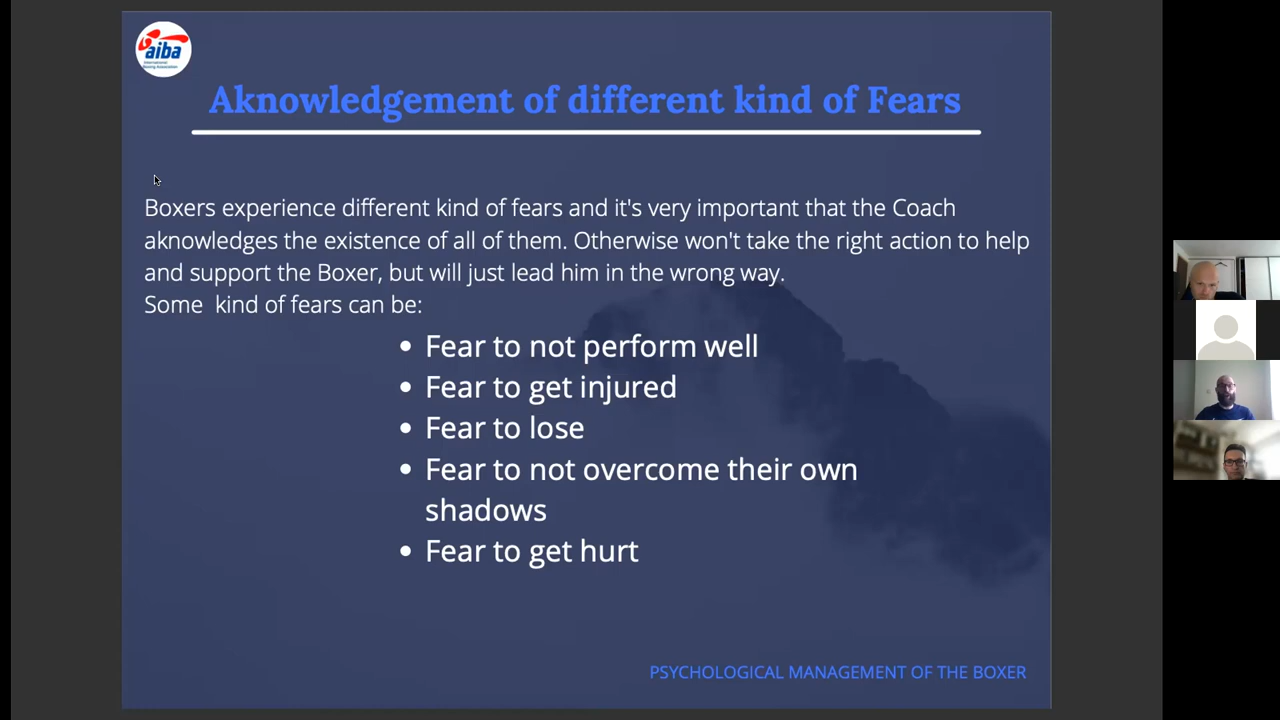 aiba
International
Boxing Association
Aknowledgement of different kind of Fears
Boxers experience different kind of fears and it's very important that the Coach
aknowledges the existence of all of them. Otherwise won't take the right action to help
and support the Boxer, but will just lead him in the wrong way.
Some kind of fears can be:
• Fear to not perform well
• Fear to get injured
• Fear to lose
• Fear to not overcome their own
shadows
• Fear to get hurt
PSYCHOLOGICAL MANAGEMENT OF THE BOXER